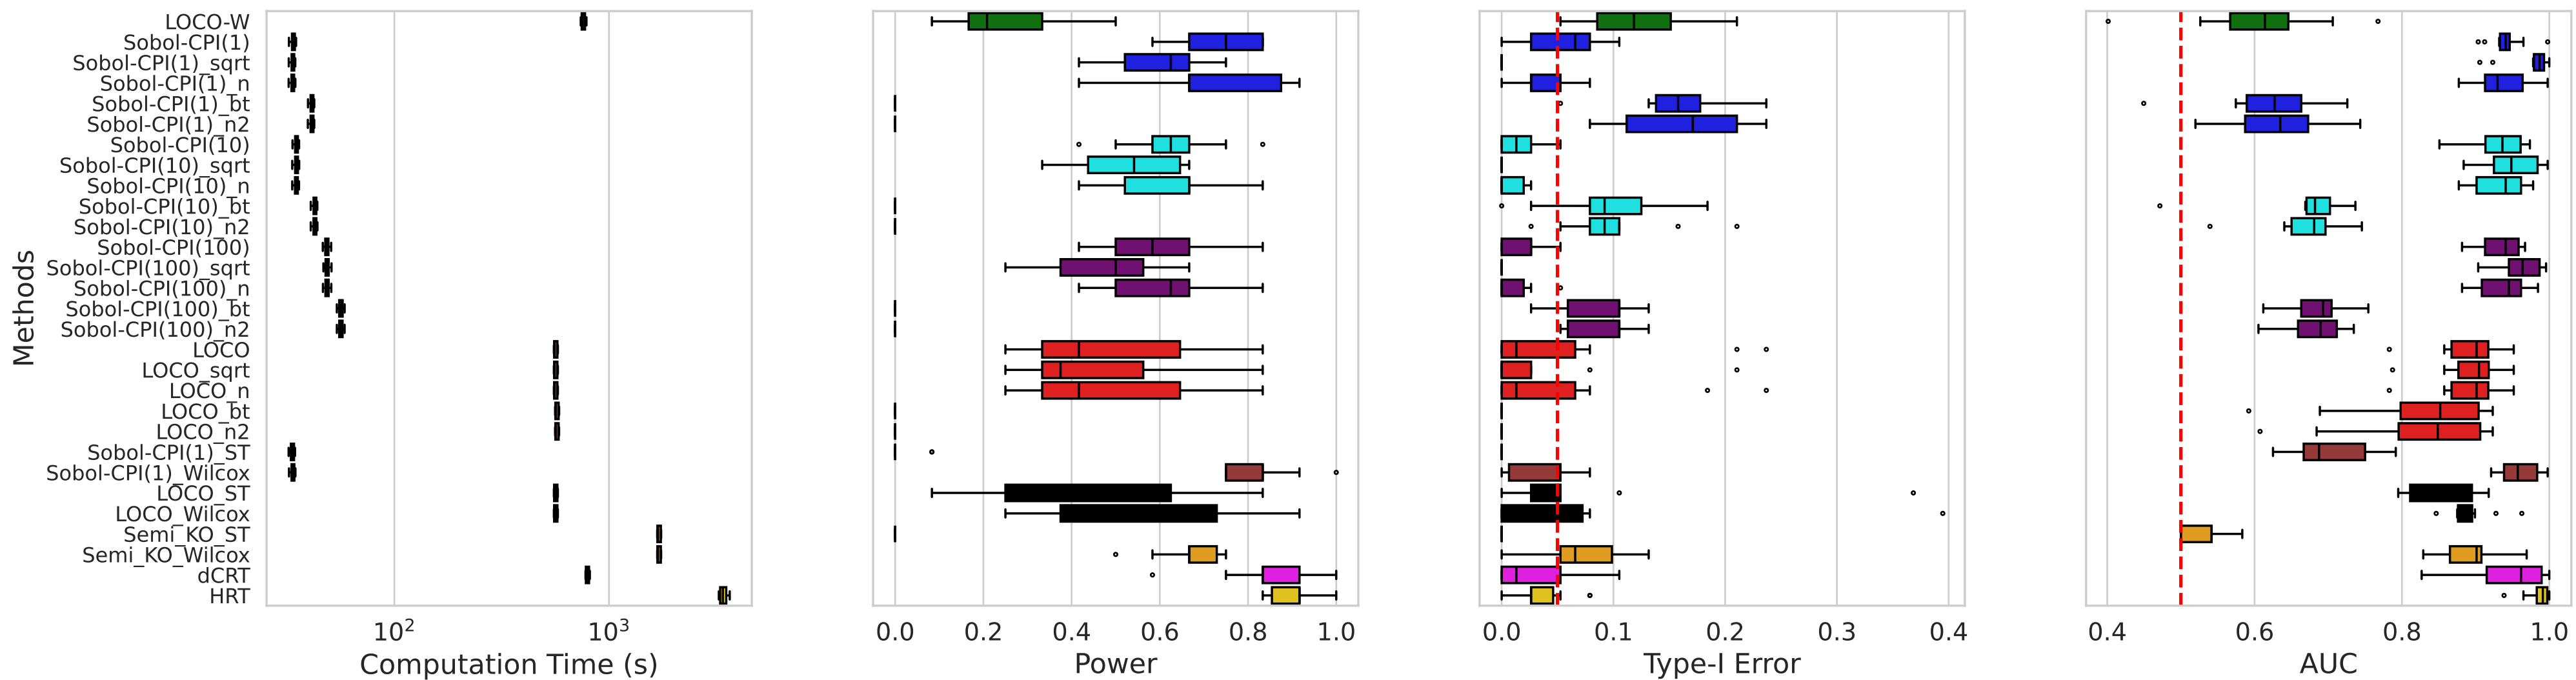 Methods
LOCO-W
Sobol-CPI(1)
Sobol-CPI(1)_sqrt
Sobol-CPI(1)_n
Sobol-CPI(1)_bt
Sobol-CPI(1)_n2
Sobol-CPI(10)
Sobol-CPI(10)_sqrt
Sobol-CPI(10)_n
Sobol-CPI(10)_bt
Sobol-CPI(10)_n2
Sobol-CPI(100)
Sobol-CPI(100)_sqrt
Sobol-CPI(100)_n
Sobol-CPI(100)_bt
Sobol-CPI(100)_n2
LOCO
LOCO_sqrt
LOCO_n
LOCO_bt
LOCO_n2
Sobol-CPI(1)_ST
Sobol-CPI(1)_Wilcox
LOCO_ST
LOCO_Wilcox
Semi_KO_ST
Semi_KO_Wilcox
dCRT
HRT
10² 10³
Computation Time (s)
0.0 0.2 0.4 0.6 0.8 1.0
Power
0.0 0.1 0.2 0.3 0.4
Type-I Error
0.4 0.6 0.8 1.0
AUC